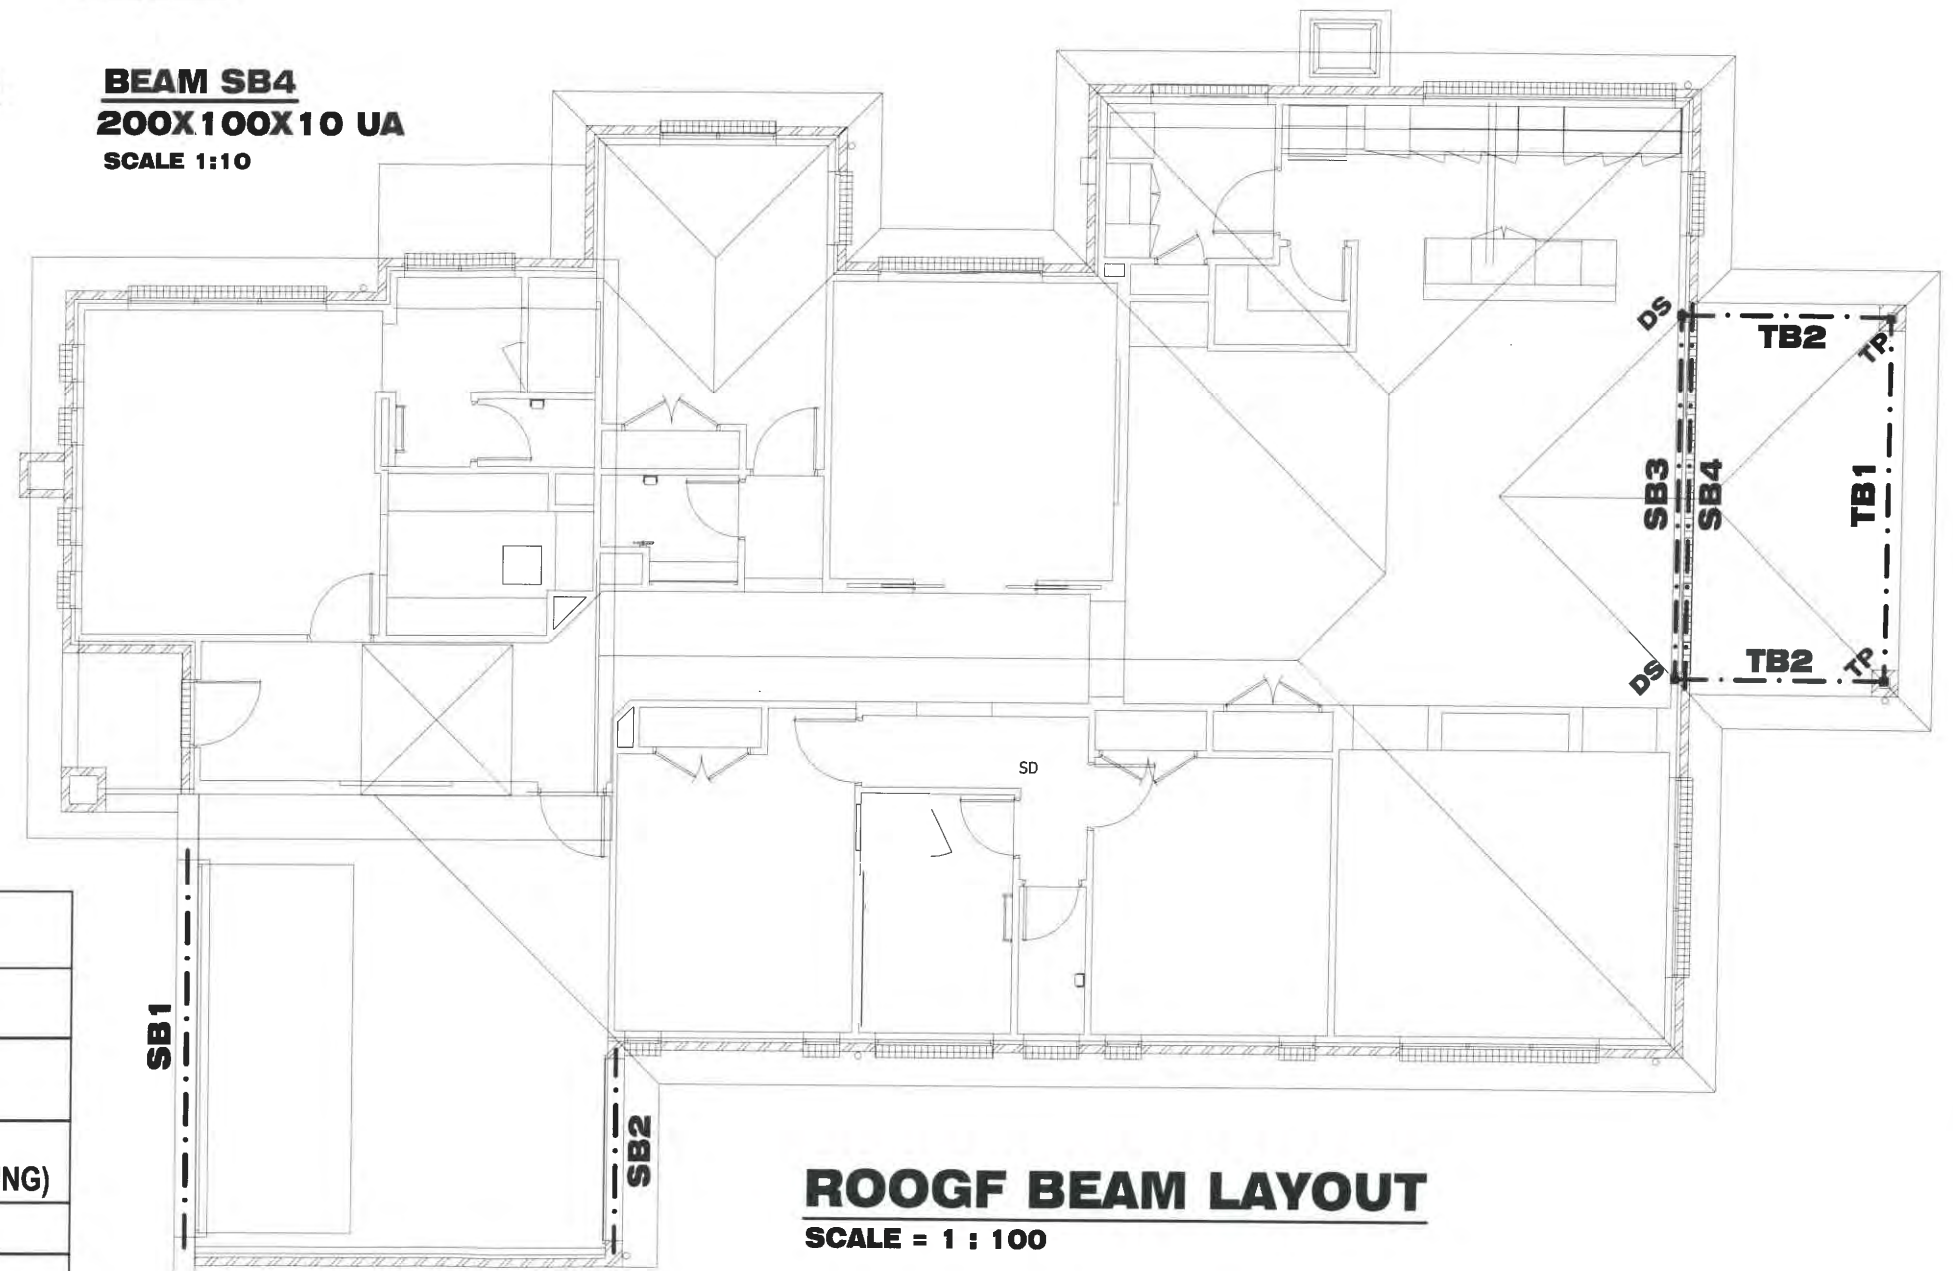 BEAM SB4
200X100X10 UA
SCALE 1:10
DS
TB2
TP
SB3
SB4
TB1
DS
TB2
TP
SD
SB1
SB2
NG)
ROOGF BEAM LAYOUT
SCALE = 1 : 100